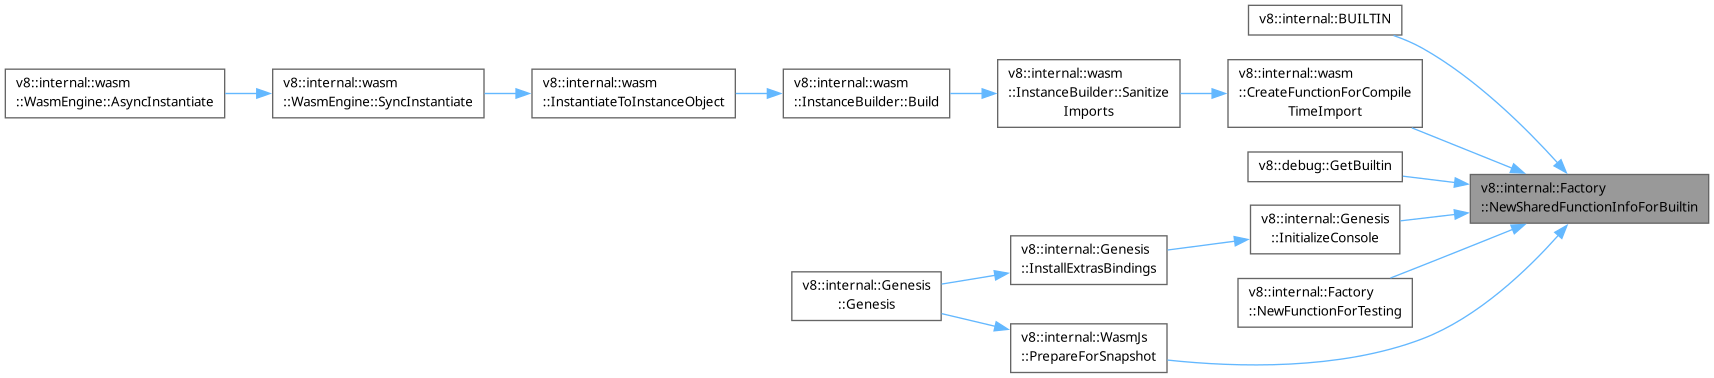 v8::internal::BUILTIN
v8::internal::wasm
::WasmEngine::AsyncInstantiate
v8::internal::wasm
::WasmEngine::SyncInstantiate
v8::internal::wasm
::InstantiateToInstanceObject
v8::internal::wasm
::InstanceBuilder::Build
v8::internal::wasm
::InstanceBuilder::Sanitize
Imports
v8::internal::wasm
::CreateFunctionForCompile
TimeImport
v8::debug::GetBuiltin
v8::internal::Factory
::NewSharedFunctionInfoForBuiltin
v8::internal::Genesis
::InitializeConsole
v8::internal::Genesis
::InstallExtrasBindings
v8::internal::Genesis
::Genesis
v8::internal::Factory
::NewFunctionForTesting
v8::internal::WasmJs
::PrepareForSnapshot